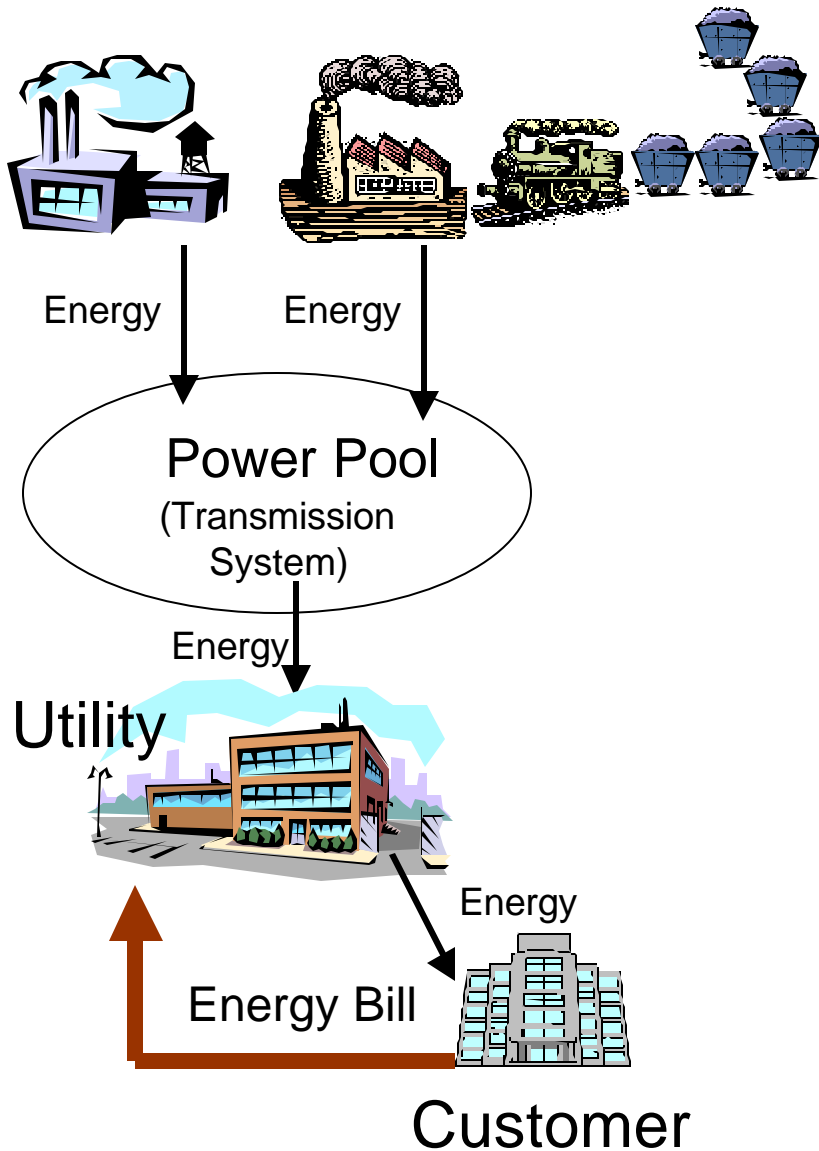 Energy
Energy
Power Pool
(Transmission
System)
Energy
Utility
Energy
Energy Bill
Customer